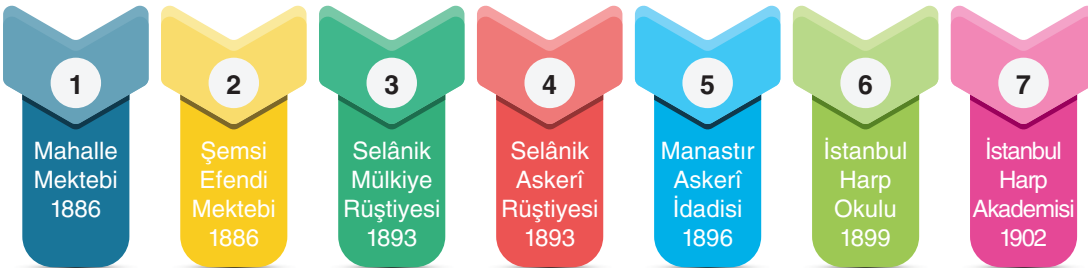 1
Mahalle
Mektebi
1886
2
Şemsi
Efendi
Mektebi
1886
3
Selânik
Mülkiye
Rüştiyesi
1893
4
Selânik
Askerî
Rüştiyesi
1893
5
Manastır
Askerî
İdadisi
1896
6
İstanbul
Harp
Okulu
1899
7
İstanbul
Harp
Akademisi
1902